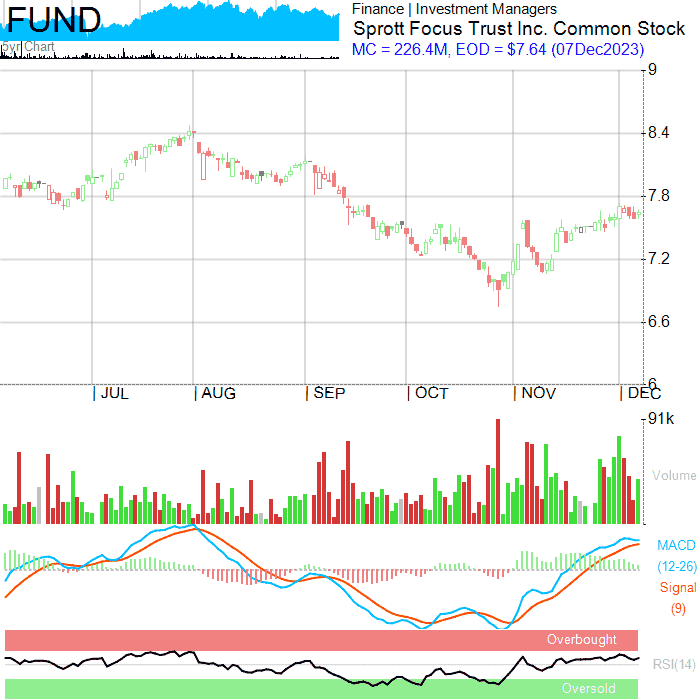 FUND
5yr Chart
Finance | Investment Managers
Sprott Focus Trust Inc. Common Stock
MC = 226.4M, EOD = $7.64 (07Dec2023)
9
8.4
7.8
7.2
6.6
6
JUL AUG SEP OCT NOV DEC
91k
Volume
MACD
(12-26)
Signal
(9)
Overbought
RSI(14)
Oversold